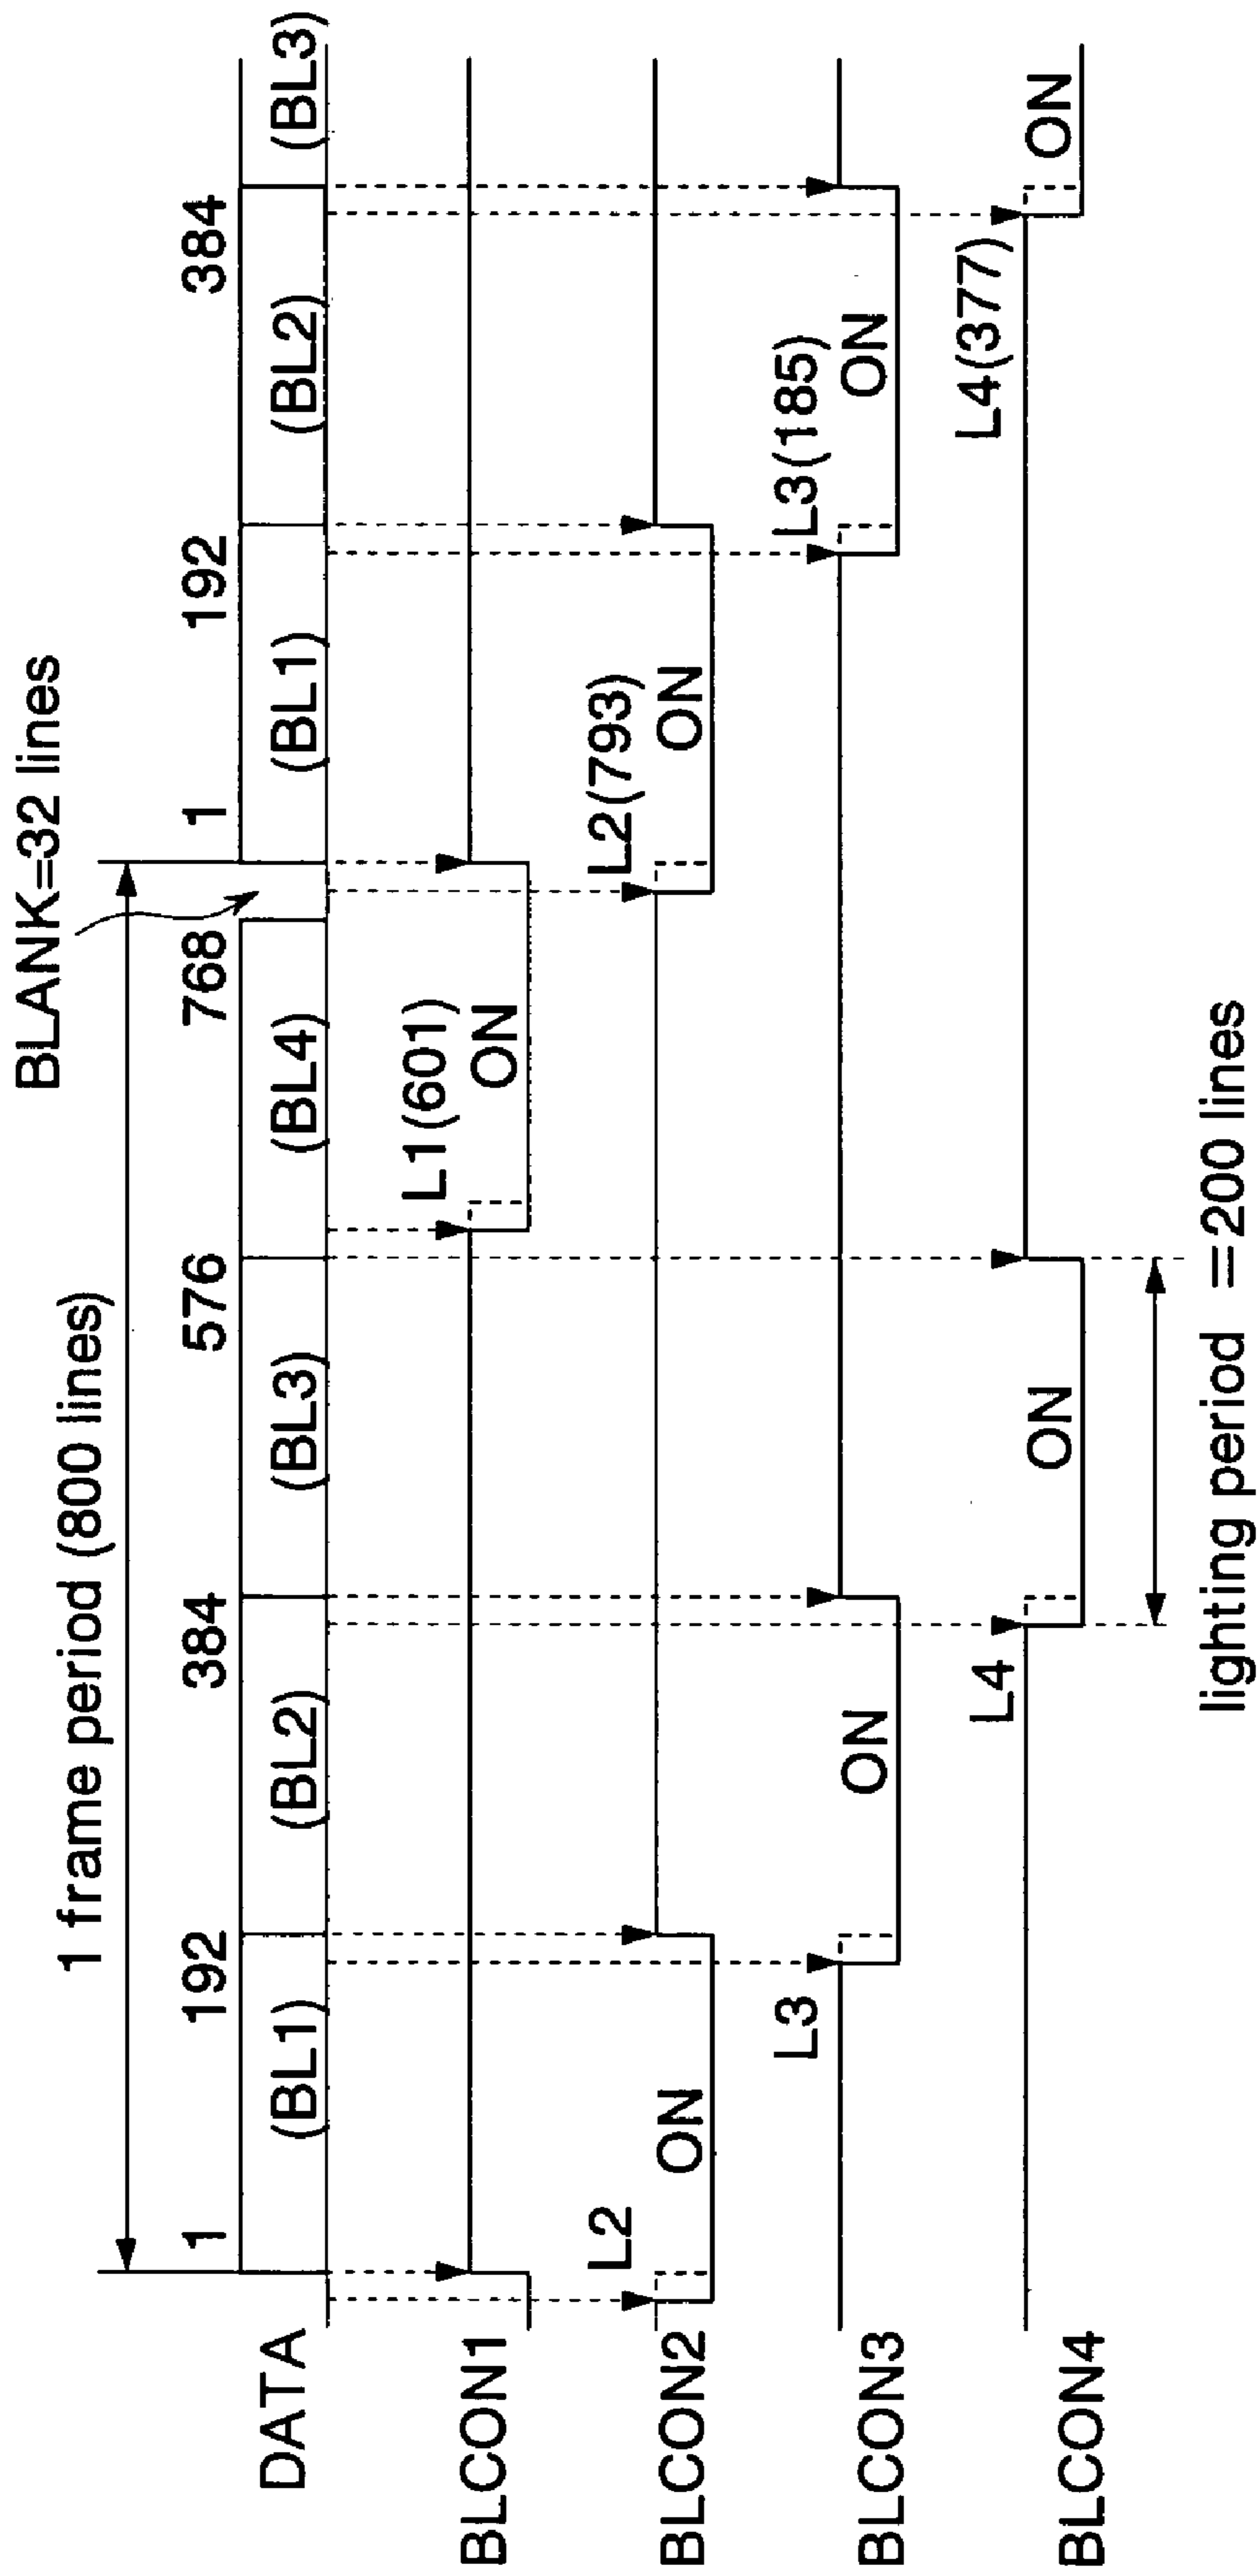 BLANK=32 lines
1 frame period (800 lines)
1 192 384 576 768 1 192 384
DATA (BL1) (BL2) (BL3) (BL4) (BL1) (BL2) (BL3)
L1(601)
BLCON1 ON
L2 L2(793)
BLCON2 ON ON
L3 L3(185)
BLCON3 ON ON
L4 L4(377)
BLCON4 ON ON
lighting period =200 lines